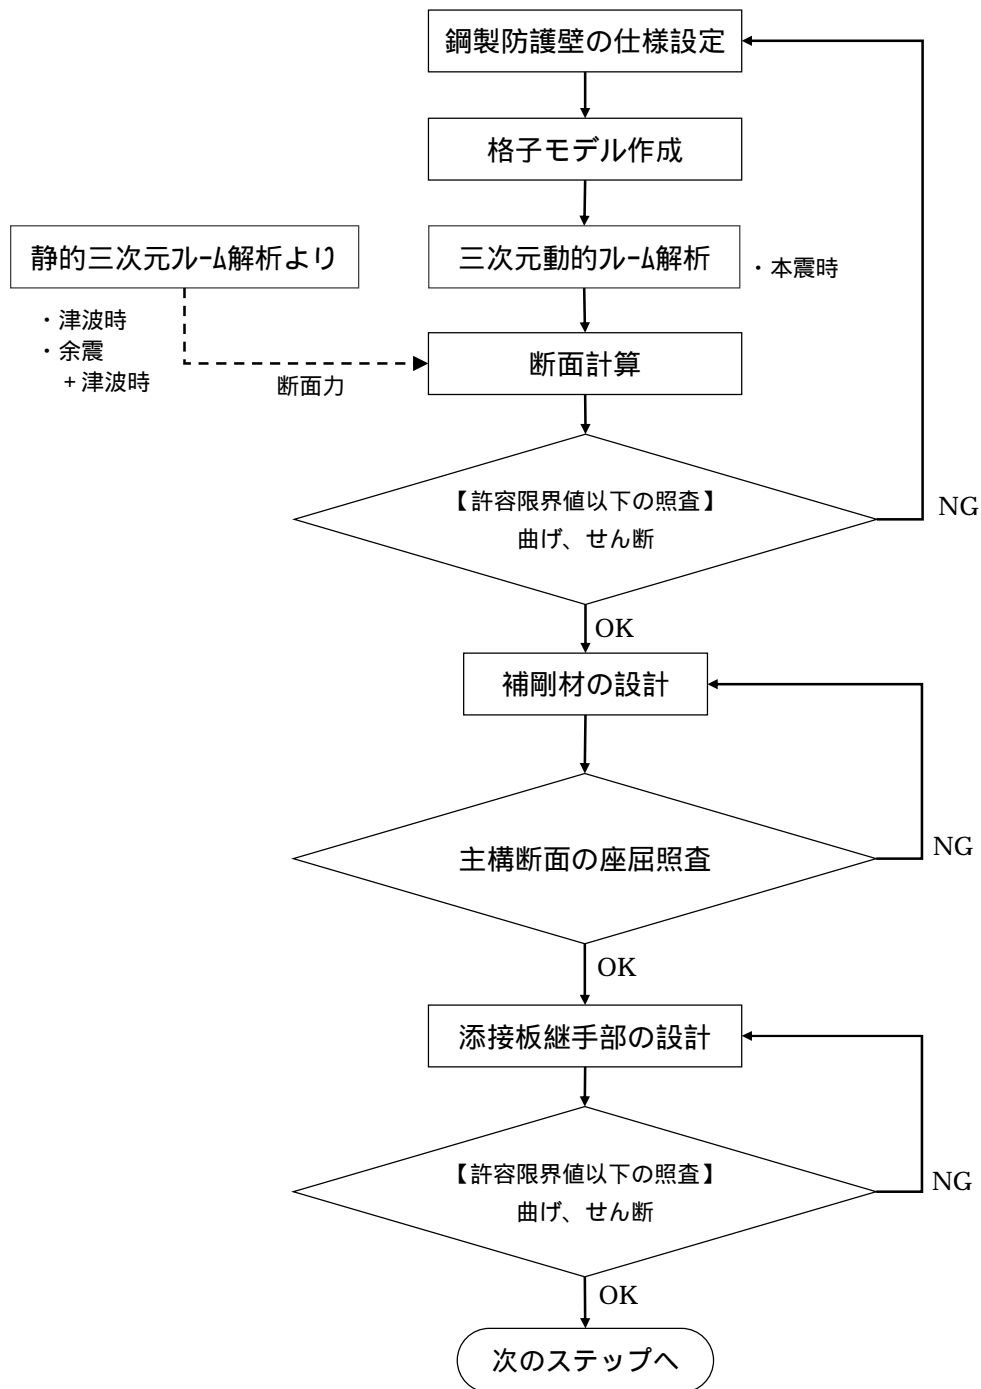 鋼製防護壁の仕様設定
格子モデル作成
静的三次元ﾌﾚｰﾑ解析より
三次元動的ﾌﾚｰﾑ解析
・本震時
・津波時
・余震
+津波時
断面力
断面計算
【許容限界値以下の照査】
曲げ、せん断
NG
OK
補剛材の設計
主構断面の座屈照査
NG
OK
添接板継手部の設計
【許容限界値以下の照査】
曲げ、せん断
NG
OK
次のステップへ